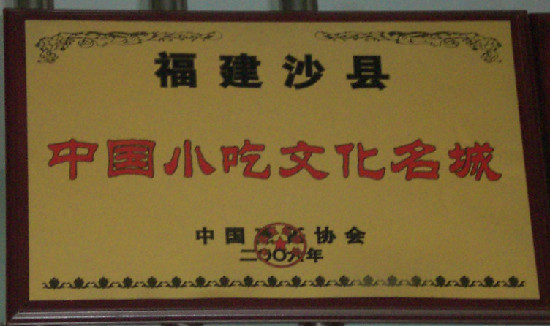 福建沙县
中国小吃文化名城
中国 协会
二〇〇六年